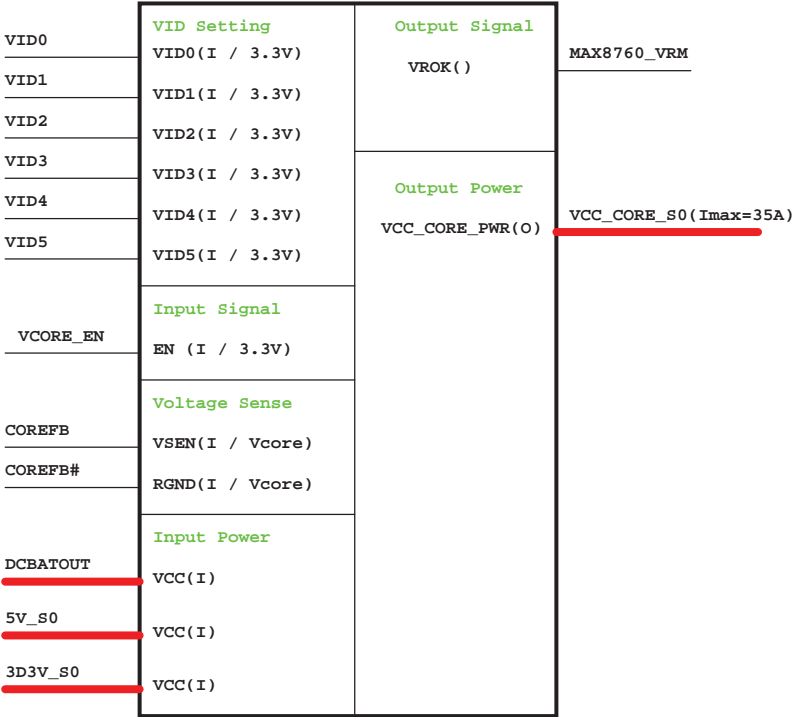 VID Setting
VID0
VID0(I / 3.3V)
VID1
VID1(I / 3.3V)
VID2
VID2(I / 3.3V)
VID3
VID3(I / 3.3V)
VID4
VID4(I / 3.3V)
VID5
VID5(I / 3.3V)
Input Signal
VCORE_EN
EN (I / 3.3V)
Voltage Sense
COREFB
VSEN(I / Vcore)
COREFB#
RGND(I / Vcore)
Input Power
DCBATOUT
VCC(I)
5V_S0
VCC(I)
3D3V_S0
VCC(I)
Output Signal
VROK()
MAX8760_VRM
Output Power
VCC_CORE_PWR(O)
VCC_CORE_S0(Imax=35A)